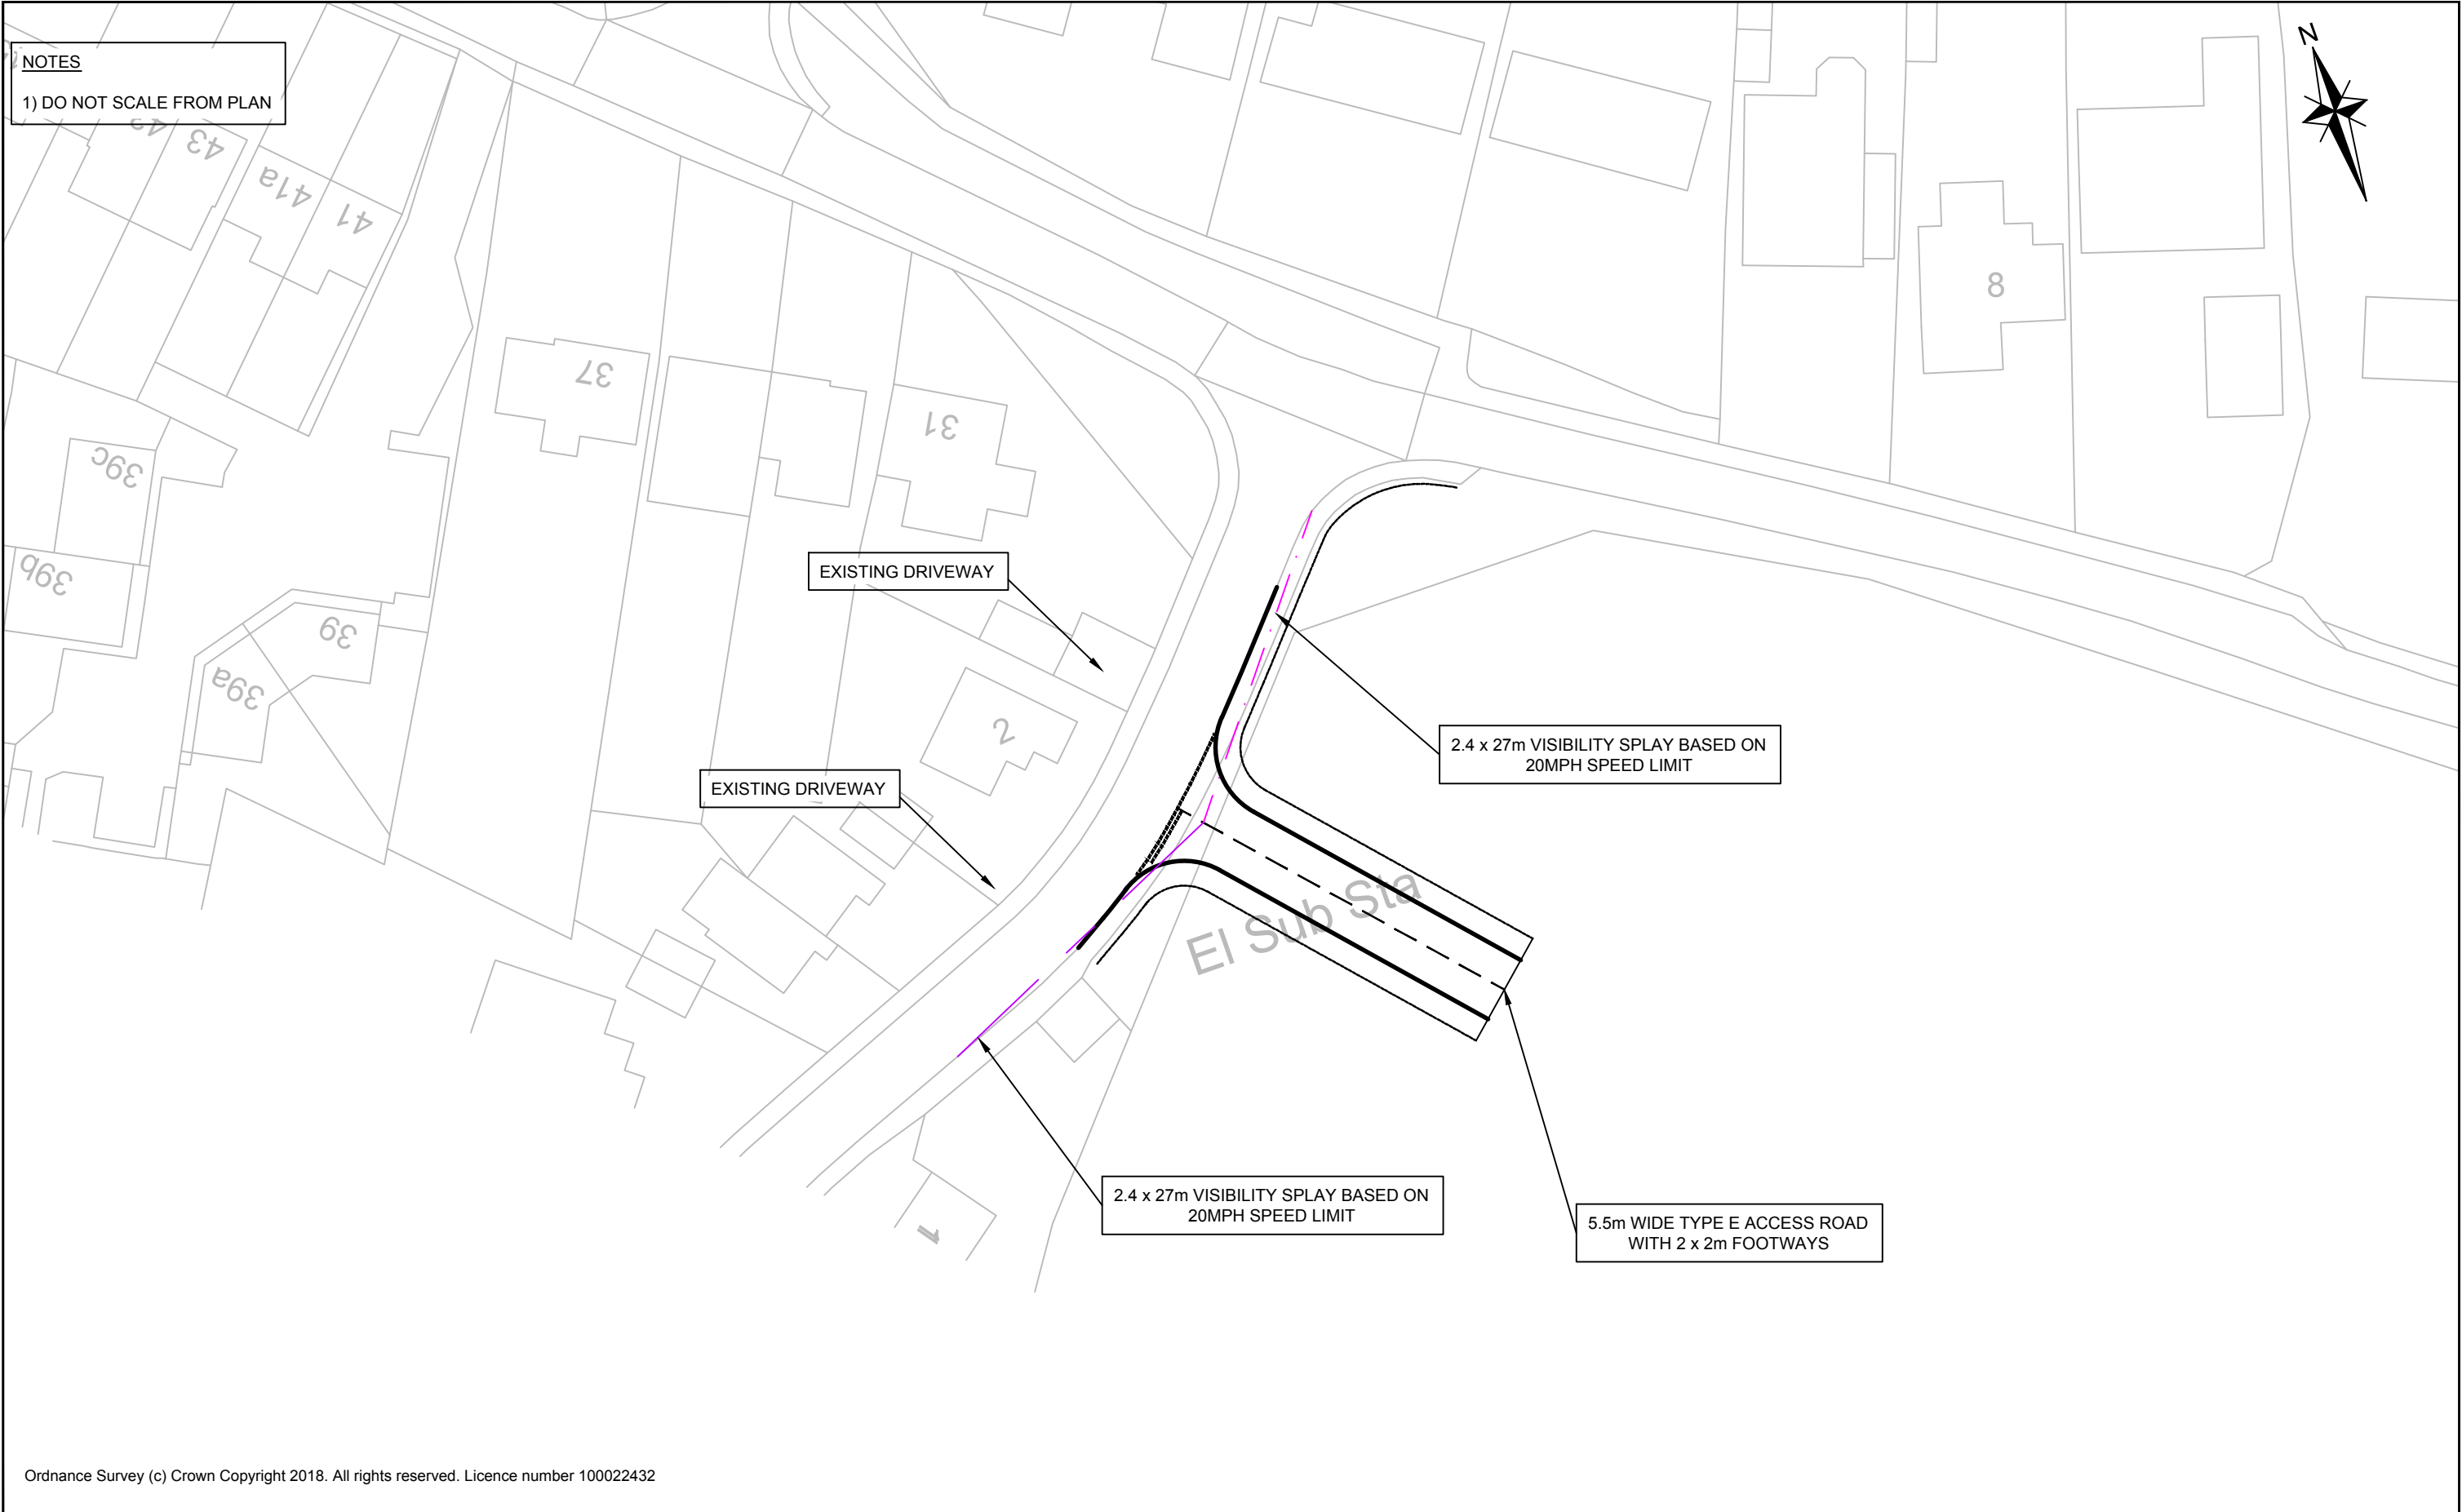 NOTES
1) DO NOT SCALE FROM PLAN
N
43
41a
41
37
31
8
39c
39b
39
39a
EXISTING DRIVEWAY
2
EXISTING DRIVEWAY
2.4 x 27m VISIBILITY SPLAY BASED ON
20MPH SPEED LIMIT
El Sub Sta
2.4 x 27m VISIBILITY SPLAY BASED ON
20MPH SPEED LIMIT
5.5m WIDE TYPE E ACCESS ROAD
WITH 2 x 2m FOOTWAYS
Ordnance Survey (c) Crown Copyright 2018. All rights reserved. Licence number 100022432